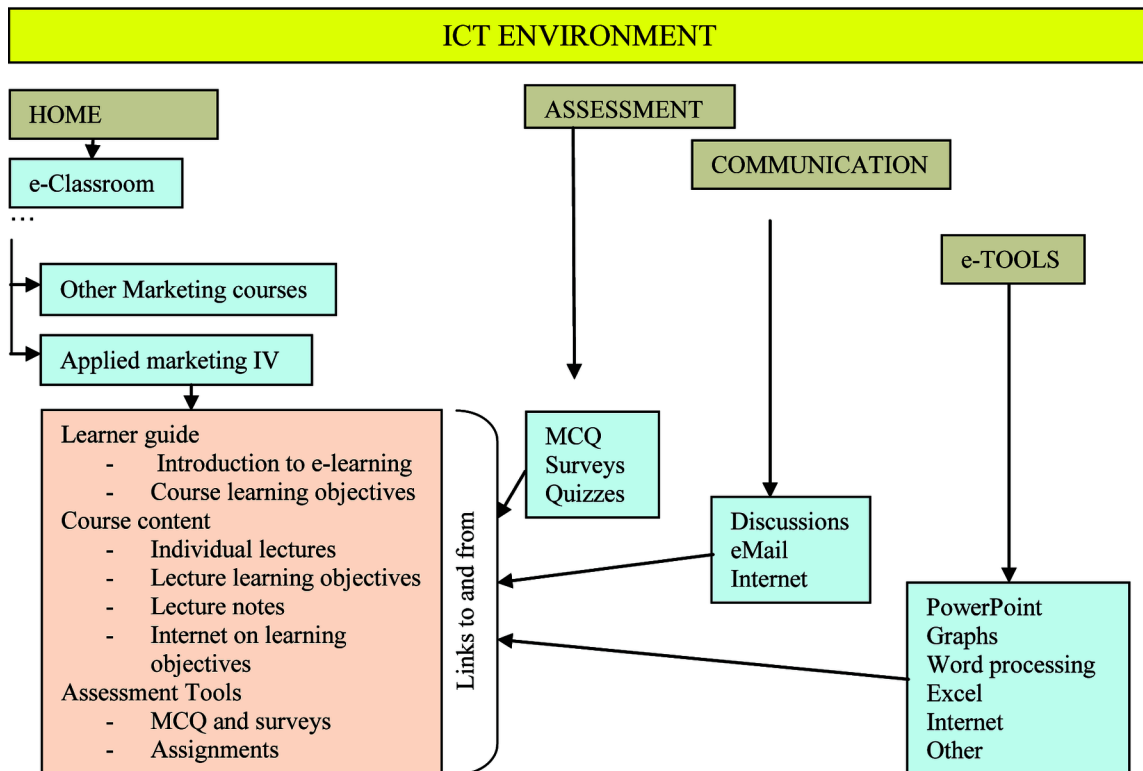 ICT ENVIRONMENT
HOME
e-Classroom
...
Other Marketing courses
Applied marketing IV
Learner guide
- Introduction to e-learning
- Course learning objectives
Course content
- Individual lectures
- Lecture learning objectives
- Lecture notes
- Internet on learning
objectives
Assessment Tools
- MCQ and surveys
- Assignments
Links to and from
ASSESSMENT
MCQ
Surveys
Quizzes
COMMUNICATION
Discussions
eMail
Internet
e-TOOLS
PowerPoint
Graphs
Word processing
Excel
Internet
Other